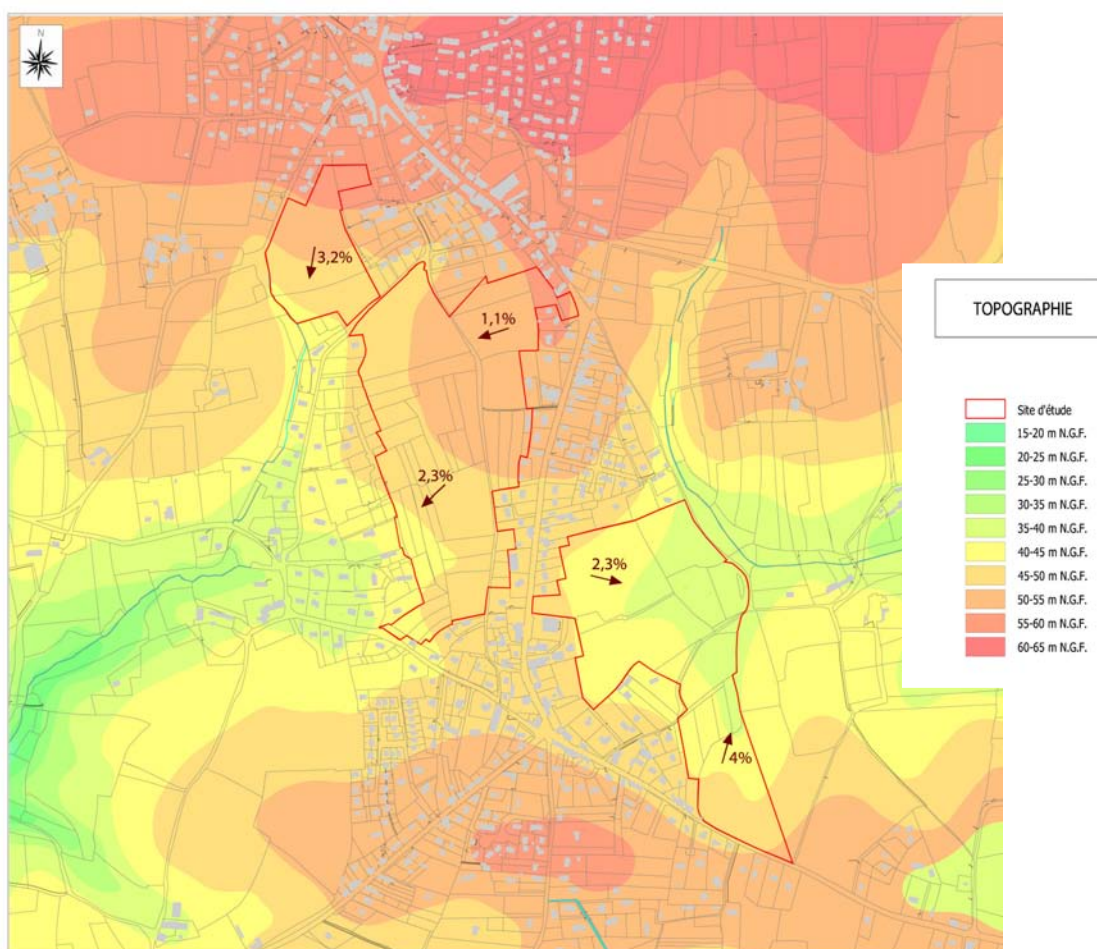 N
3,2%
1,1%
2,3%
2,3%
4%
TOPOGRAPHIE
Site d'étude
15-20 m N.G.F.
20-25 m N.G.F.
25-30 m N.G.F.
30-35 m N.G.F.
35-40 m N.G.F.
40-45 m N.G.F.
45-50 m N.G.F.
50-55 m N.G.F.
55-60 m N.G.F.
60-65 m N.G.F.